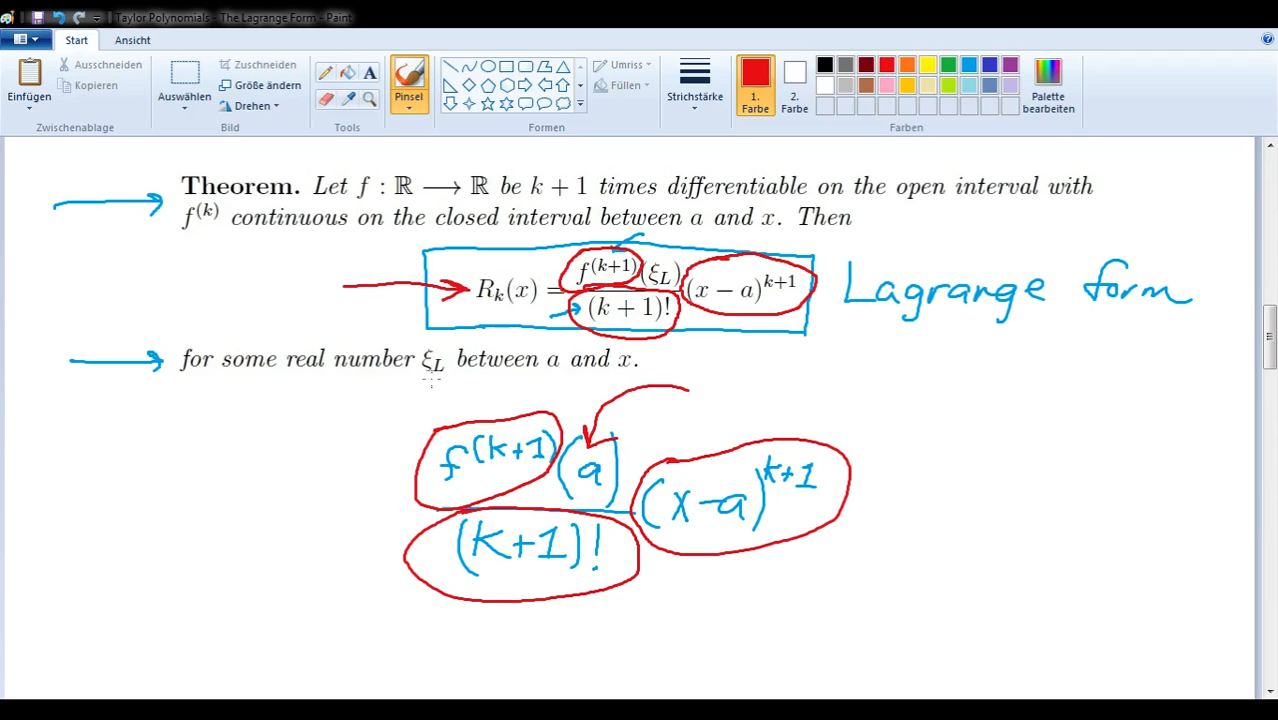 Taylor Polynomials - The Lagrange Form - Paint
Start Ansicht
Einfügen
Ausschneiden
Kopieren
Zwischenablage
Auswählen
Zuschneiden
Größe ändern
Drehen
Bild
A
Tools
Pinsel
Umriss
Füllen
Formen
Strichstärke
1. Farbe
2. Farbe
Palette bearbeiten
Farben
Theorem. Let f : ℝ ⟶ ℝ be k + 1 times differentiable on the open interval with
f^(k) continuous on the closed interval between a and x. Then
R_k(x) = f^(k+1)(ξ_L) / (k + 1)! (x − a)^k+1
Lagrange form
for some real number ξ_L between a and x.
f^(k+1)(a) / (k+1)! (x-a)^k+1